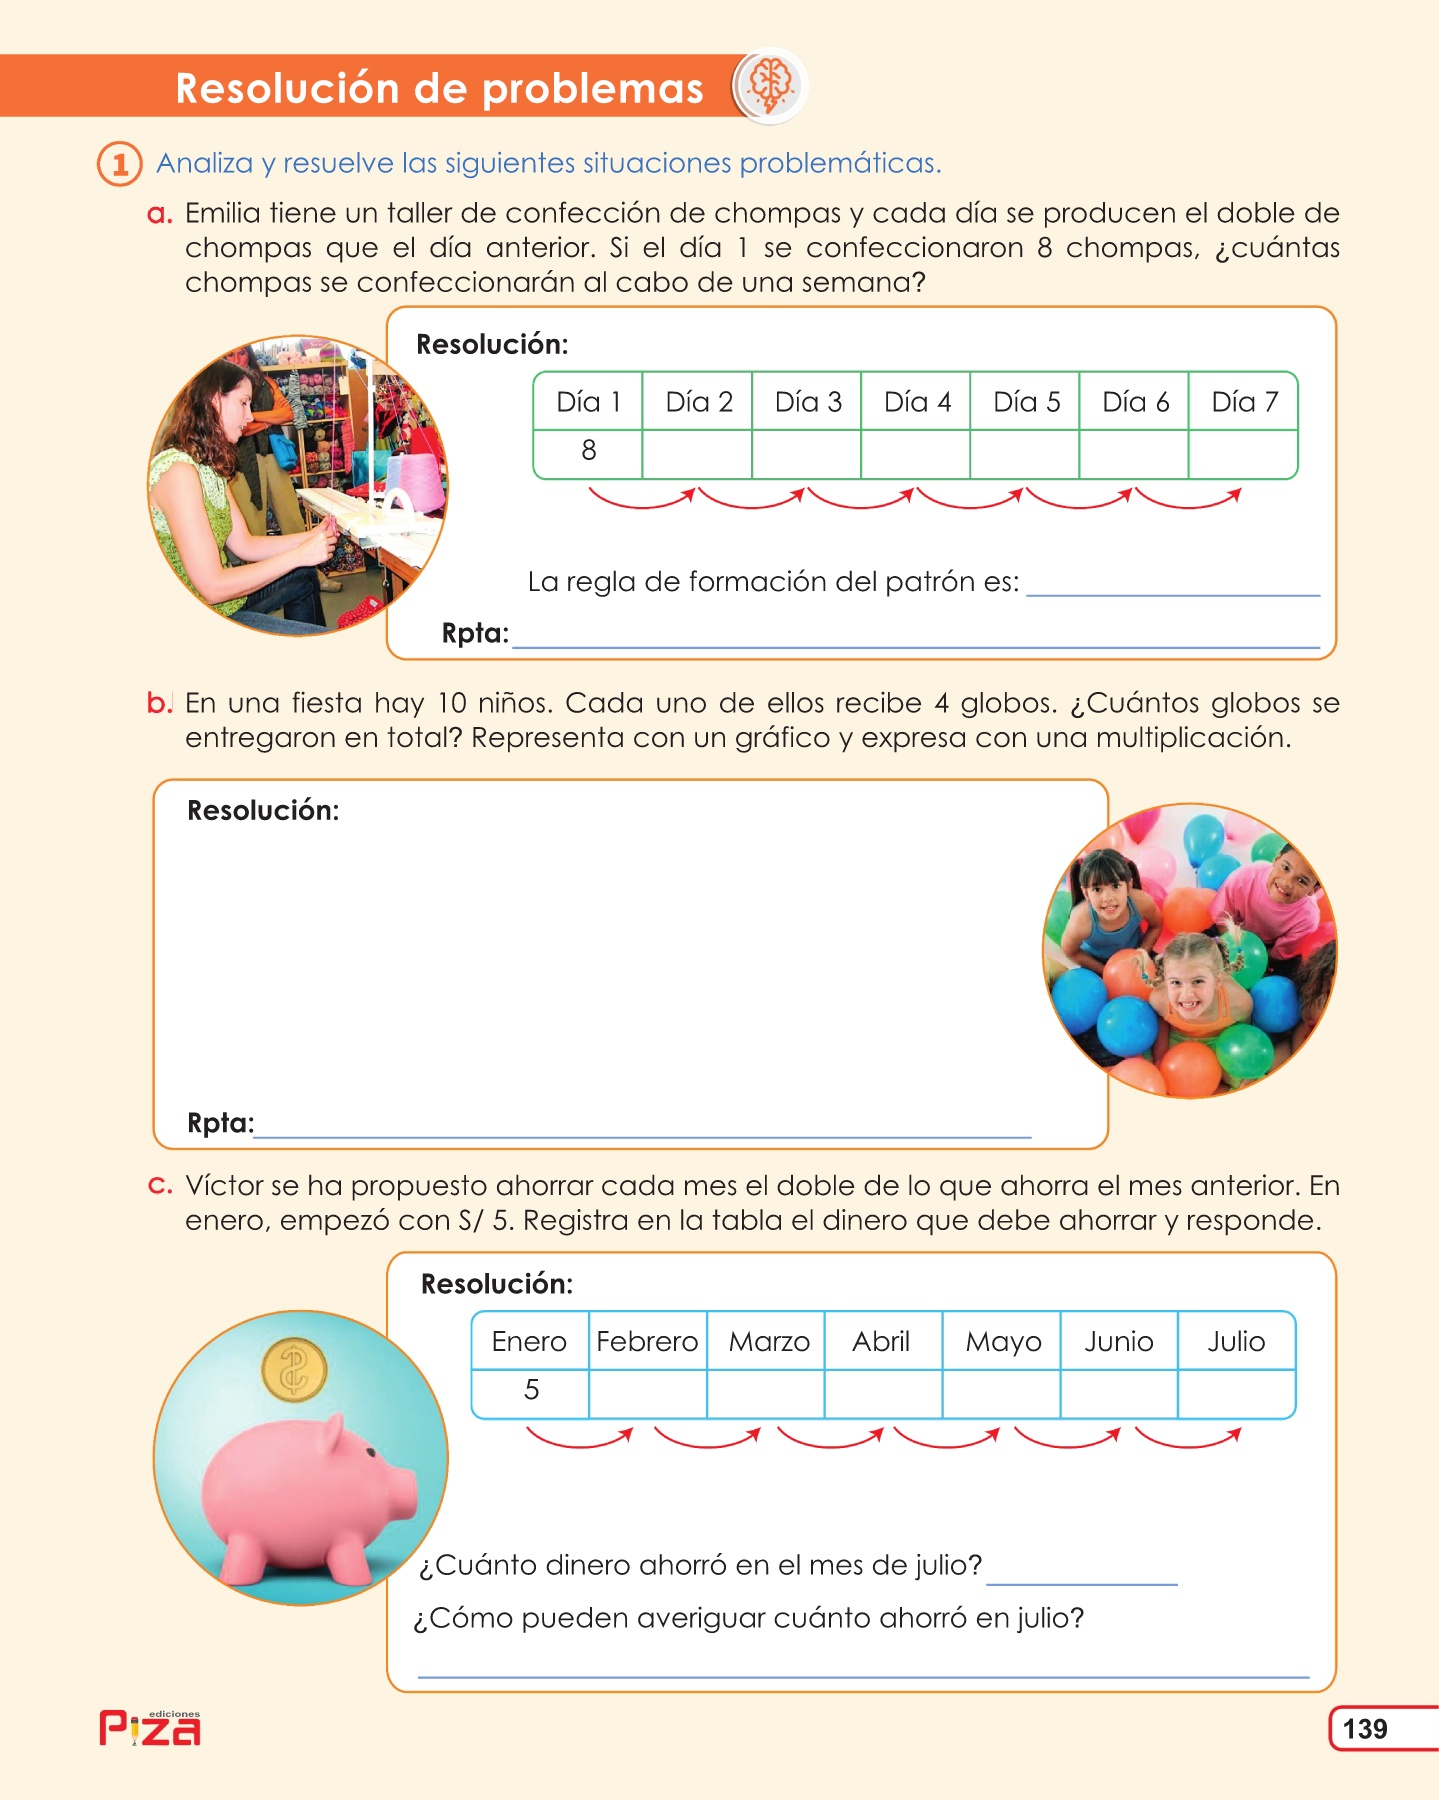 Resolución de problemas
1 Analiza y resuelve las siguientes situaciones problemáticas.
a. Emilia tiene un taller de confección de chompas y cada día se producen el doble de
chompas que el día anterior. Si el día 1 se confeccionaron 8 chompas, ¿cuántas
chompas se confeccionarán al cabo de una semana?
Resolución:
Día 1 Día 2 Día 3 Día 4 Día 5 Día 6 Día 7
8
La regla de formación del patrón es:
Rpta:
b. En una fiesta hay 10 niños. Cada uno de ellos recibe 4 globos. ¿Cuántos globos se
entregaron en total? Representa con un gráfico y expresa con una multiplicación.
Resolución:
Rpta:
c. Víctor se ha propuesto ahorrar cada mes el doble de lo que ahorra el mes anterior. En
enero, empezó con S/ 5. Registra en la tabla el dinero que debe ahorrar y responde.
Resolución:
Enero Febrero Marzo Abril Mayo Junio Julio
5
¿Cuánto dinero ahorró en el mes de julio?
¿Cómo pueden averiguar cuánto ahorró en julio?
ediciones
Piza
139